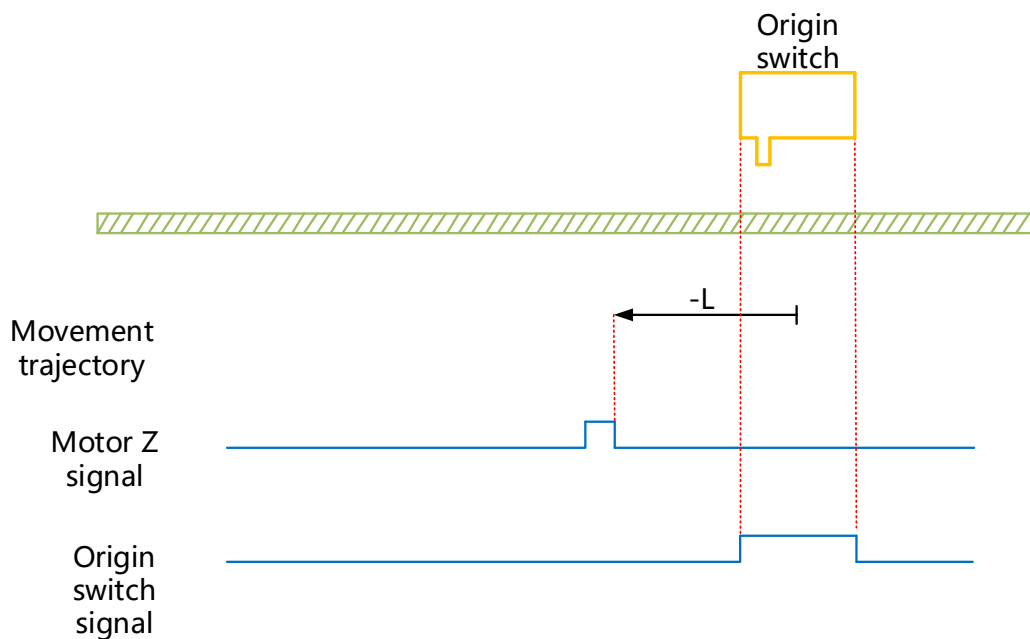 Origin
switch
-L
Movement
trajectory
Motor Z
signal
Origin
switch
signal